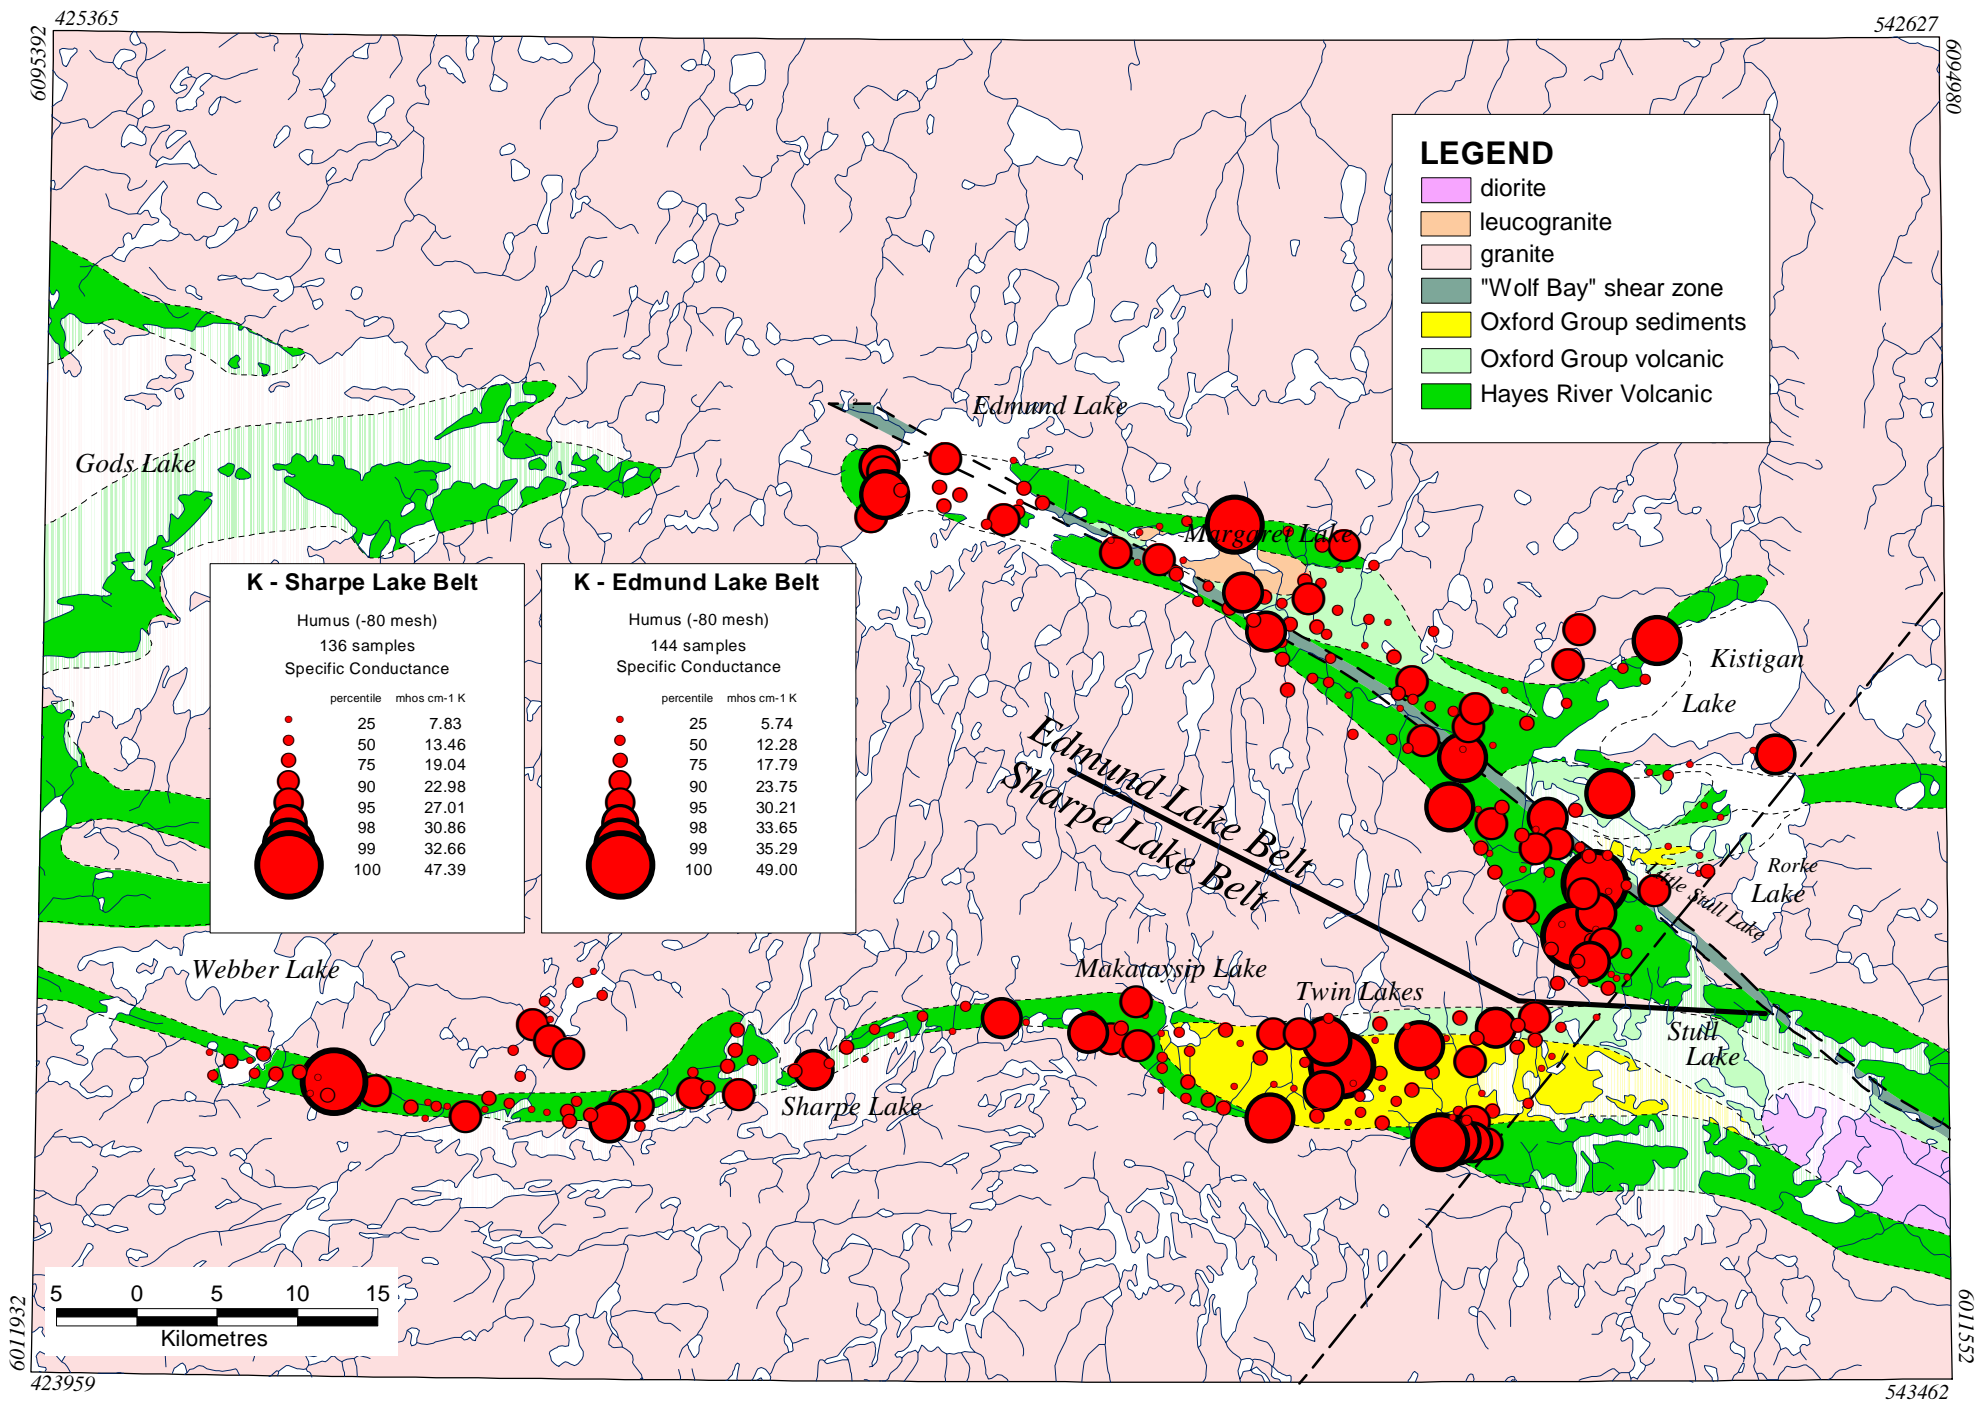 425365
542627
6095392
6094980
LEGEND
diorite
leucogranite
granite
"Wolf Bay" shear zone
Oxford Group sediments
Oxford Group volcanic
Hayes River Volcanic
Edmund Lake
Gods Lake
Margaret Lake
K - Sharpe Lake Belt
Humus (-80 mesh)
136 samples
Specific Conductance
percentile mhos cm-1 K
25 7.83
50 13.46
75 19.04
90 22.98
95 27.01
98 30.86
99 32.66
100 47.39
K - Edmund Lake Belt
Humus (-80 mesh)
144 samples
Specific Conductance
percentile mhos cm-1 K
25 5.74
50 12.28
75 17.79
90 23.75
95 30.21
98 33.65
99 35.29
100 49.00
Kistigan
Lake
Edmund Lake Belt
Sharpe Lake Belt
Rorke
Lake
Little Stull Lake
Webber Lake
Makataysip Lake
Twin Lakes
Stull
Lake
Sharpe Lake
5 0 5 10 15
Kilometres
6011932
6011552
423959
543462